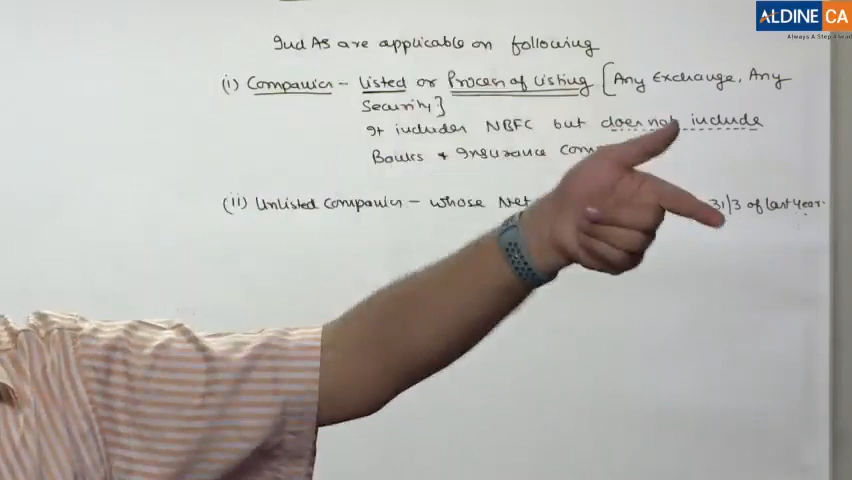 ALDINE CA
Always A Step Ahead
Ind AS are applicable on following
(i) Companies - Listed or Process of Listing [Any Exchange, Any
Security]
It includes NBFC but does not include
Banks & Insurance
(ii) Unlisted Companies - whose Net 31/3 of last year.